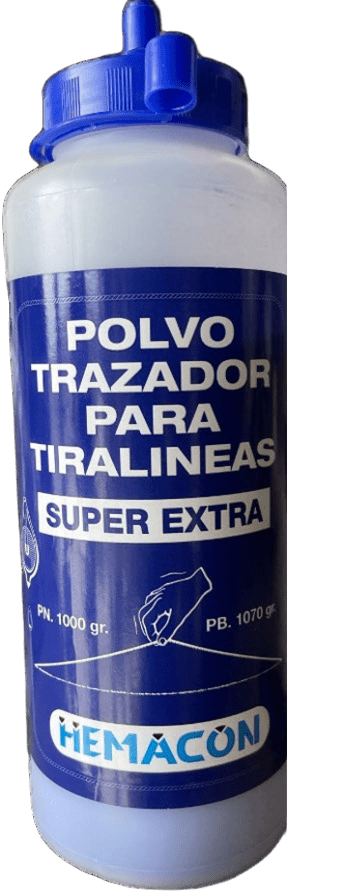 POLVO
TRAZADOR
PARA
TIRALINEAS
SUPER EXTRA
PN. 1000 gr.
PB. 1070 gr.
HEMACON